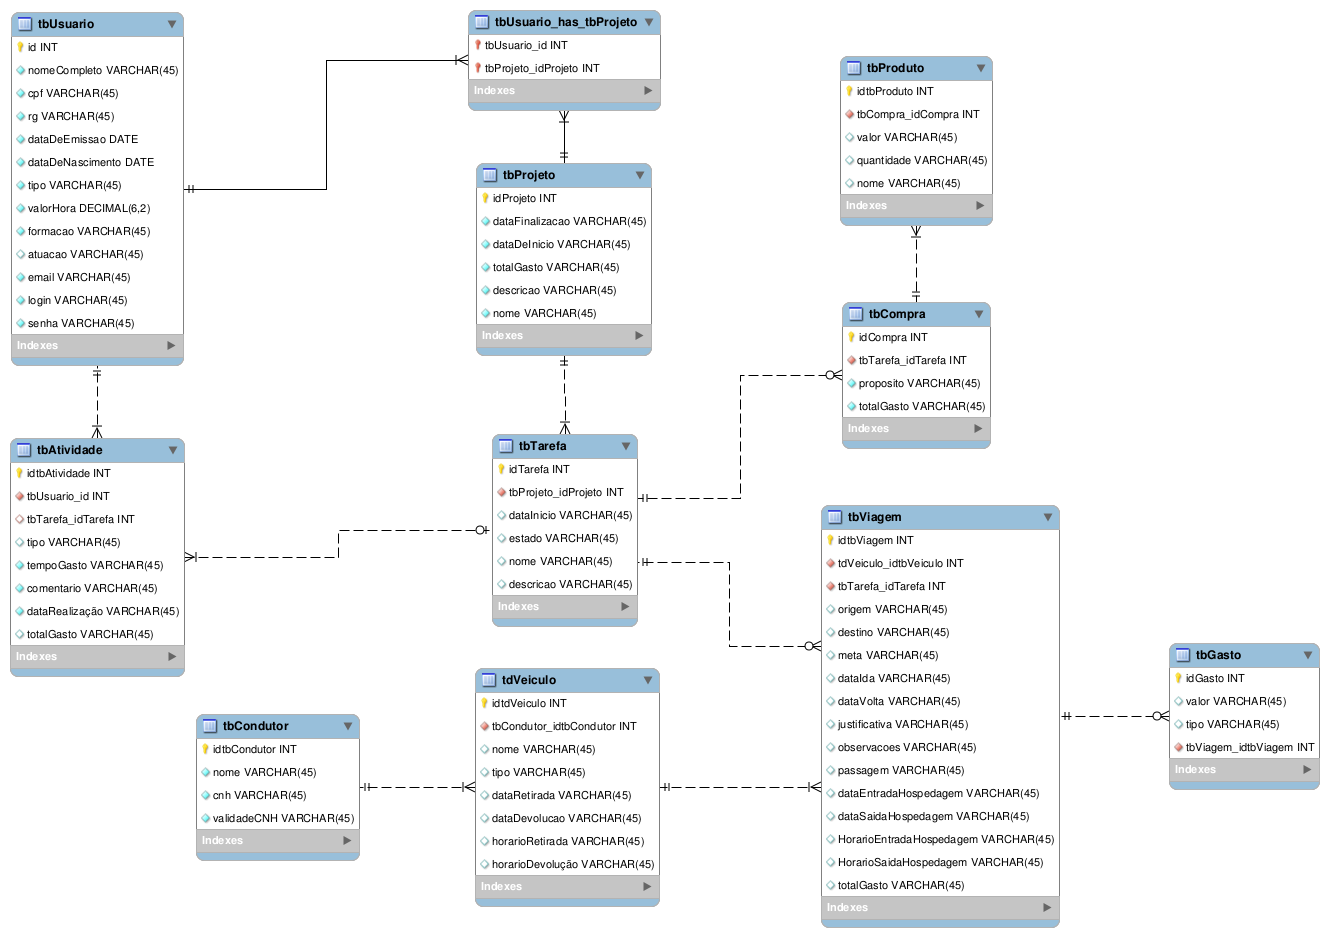 tbUsuario
id INT
nomeCompleto VARCHAR(45)
cpf VARCHAR(45)
rg VARCHAR(45)
dataDeEmissao DATE
dataDeNascimento DATE
tipo VARCHAR(45)
valorHora DECIMAL(6,2)
formacao VARCHAR(45)
atuacao VARCHAR(45)
email VARCHAR(45)
login VARCHAR(45)
senha VARCHAR(45)
Indexes
tbUsuario_has_tbProjeto
tbUsuario_id INT
tbProjeto_idProjeto INT
Indexes
tbProjeto
idProjeto INT
dataFinalizacao VARCHAR(45)
dataDeInicio VARCHAR(45)
totalGasto VARCHAR(45)
descricao VARCHAR(45)
nome VARCHAR(45)
Indexes
tbProduto
idtbProduto INT
tbCompra_idCompra INT
valor VARCHAR(45)
quantidade VARCHAR(45)
nome VARCHAR(45)
Indexes
tbCompra
idCompra INT
tbTarefa_idTarefa INT
proposito VARCHAR(45)
totalGasto VARCHAR(45)
Indexes
tbAtividade
idtbAtividade INT
tbUsuario_id INT
tbTarefa_idTarefa INT
tipo VARCHAR(45)
tempoGasto VARCHAR(45)
comentario VARCHAR(45)
dataRealização VARCHAR(45)
totalGasto VARCHAR(45)
Indexes
tbTarefa
idTarefa INT
tbProjeto_idProjeto INT
dataInicio VARCHAR(45)
estado VARCHAR(45)
nome VARCHAR(45)
descricao VARCHAR(45)
Indexes
tbViagem
idtbViagem INT
tdVeiculo_idtbVeiculo INT
tbTarefa_idTarefa INT
origem VARCHAR(45)
destino VARCHAR(45)
meta VARCHAR(45)
dataIda VARCHAR(45)
dataVolta VARCHAR(45)
justificativa VARCHAR(45)
observacoes VARCHAR(45)
passagem VARCHAR(45)
dataEntradaHospedagem VARCHAR(45)
dataSaidaHospedagem VARCHAR(45)
HorarioEntradaHospedagem VARCHAR(45)
HorarioSaidaHospedagem VARCHAR(45)
totalGasto VARCHAR(45)
Indexes
tbGasto
idGasto INT
valor VARCHAR(45)
tipo VARCHAR(45)
tbViagem_idtbViagem INT
Indexes
tbCondutor
idtbCondutor INT
nome VARCHAR(45)
cnh VARCHAR(45)
validadeCNH VARCHAR(45)
Indexes
tdVeiculo
idtdVeiculo INT
tbCondutor_idtbCondutor INT
nome VARCHAR(45)
tipo VARCHAR(45)
dataRetirada VARCHAR(45)
dataDevolucao VARCHAR(45)
horarioRetirada VARCHAR(45)
horarioDevolução VARCHAR(45)
Indexes